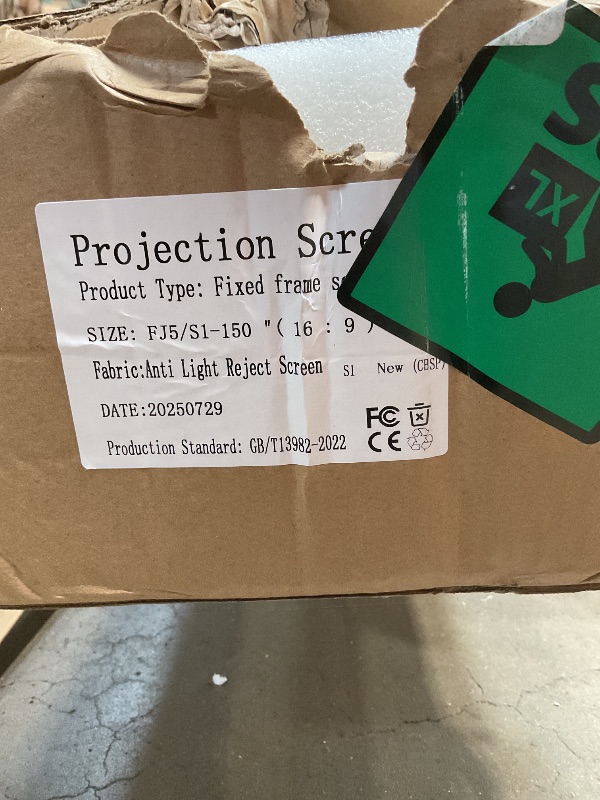 Projection Scre
Product Type: Fixed frame s
SIZE: FJ5/S1-150 "( 16 : 9 )
Fabric:Anti Light Reject Screen S1 New (CBSP)
DATE:20250729
Production Standard: GB/T13982-2022
FC
CE
XL